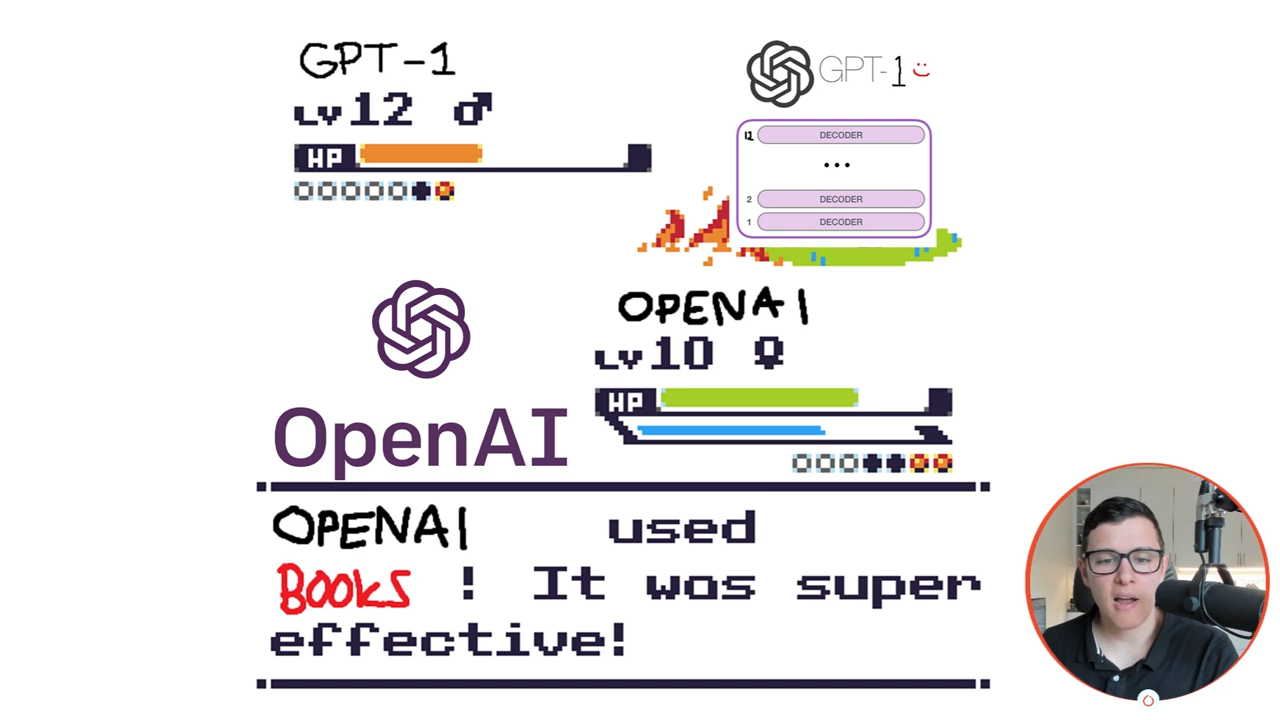 GPT-1
Lv12 ♂
HP
GPT-1
12 DECODER
...
2 DECODER
1 DECODER
OpenAI
OPENAI
Lv10 ♀
HP
OPENAI used
BOOKS ! It was super
effective!